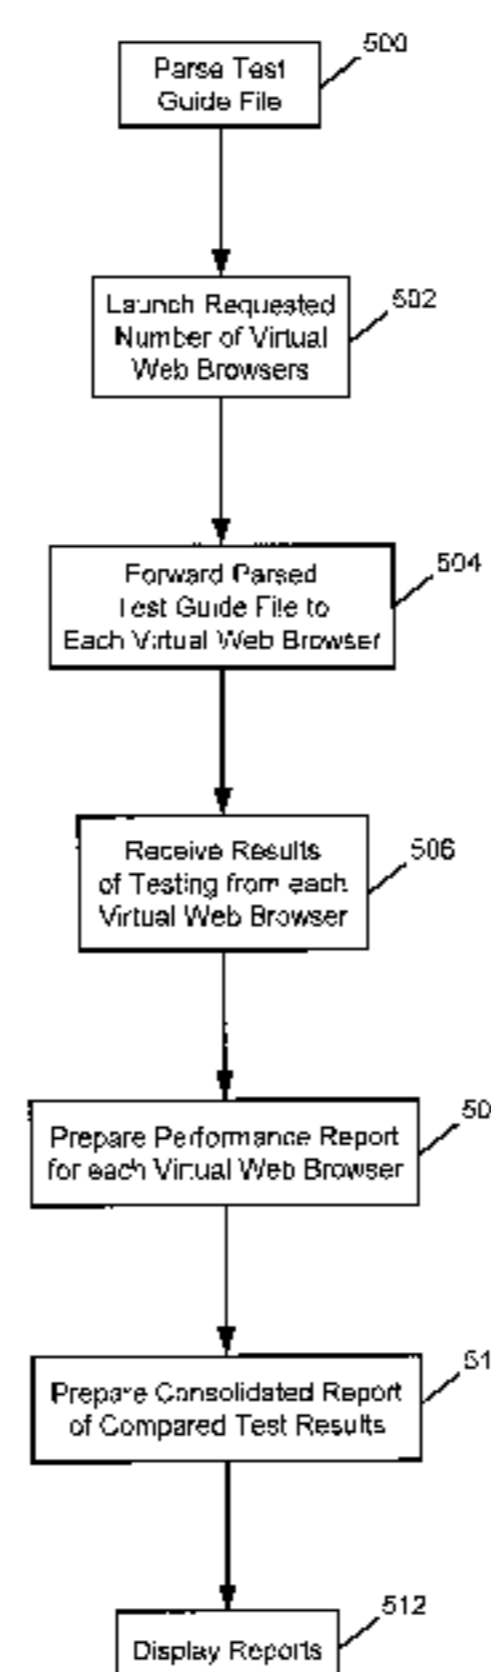 500
Parse Test
Guide File
502
Launch Requested
Number of Virtual
Web Browsers
504
Forward Parsed
Test Guide File to
Each Virtual Web Browser
506
Receive Results
of Testing from each
Virtual Web Browser
50
Prepare Performance Report
for each Virtual Web Browser
51
Prepare Consolidated Report
of Compared Test Results
512
Display Reports